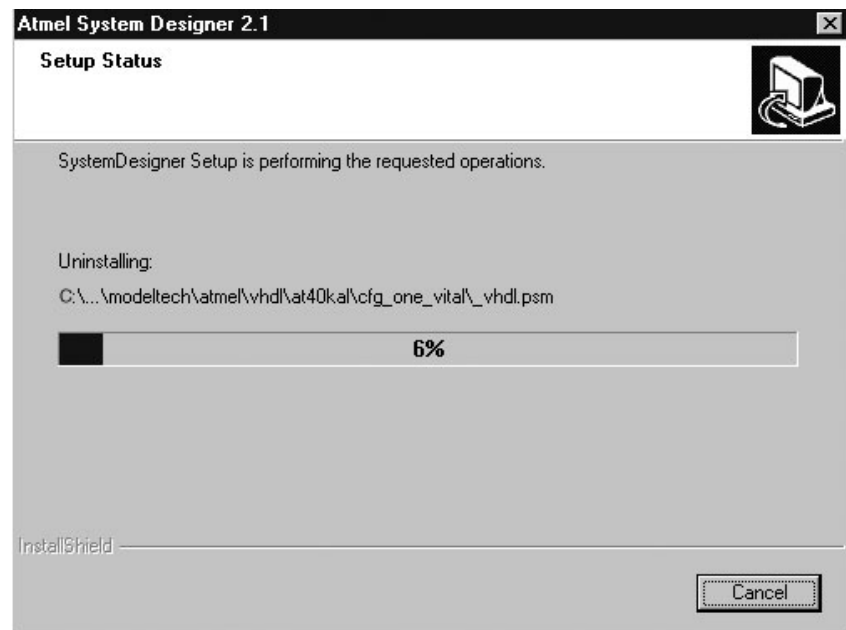 Atmel System Designer 2.1
Setup Status
SystemDesigner Setup is performing the requested operations.
Uninstalling:
C:\...\modeltech\atmel\vhdl\at40kal\cfg_one_vital\_vhdl.psm
6%
InstallShield
Cancel